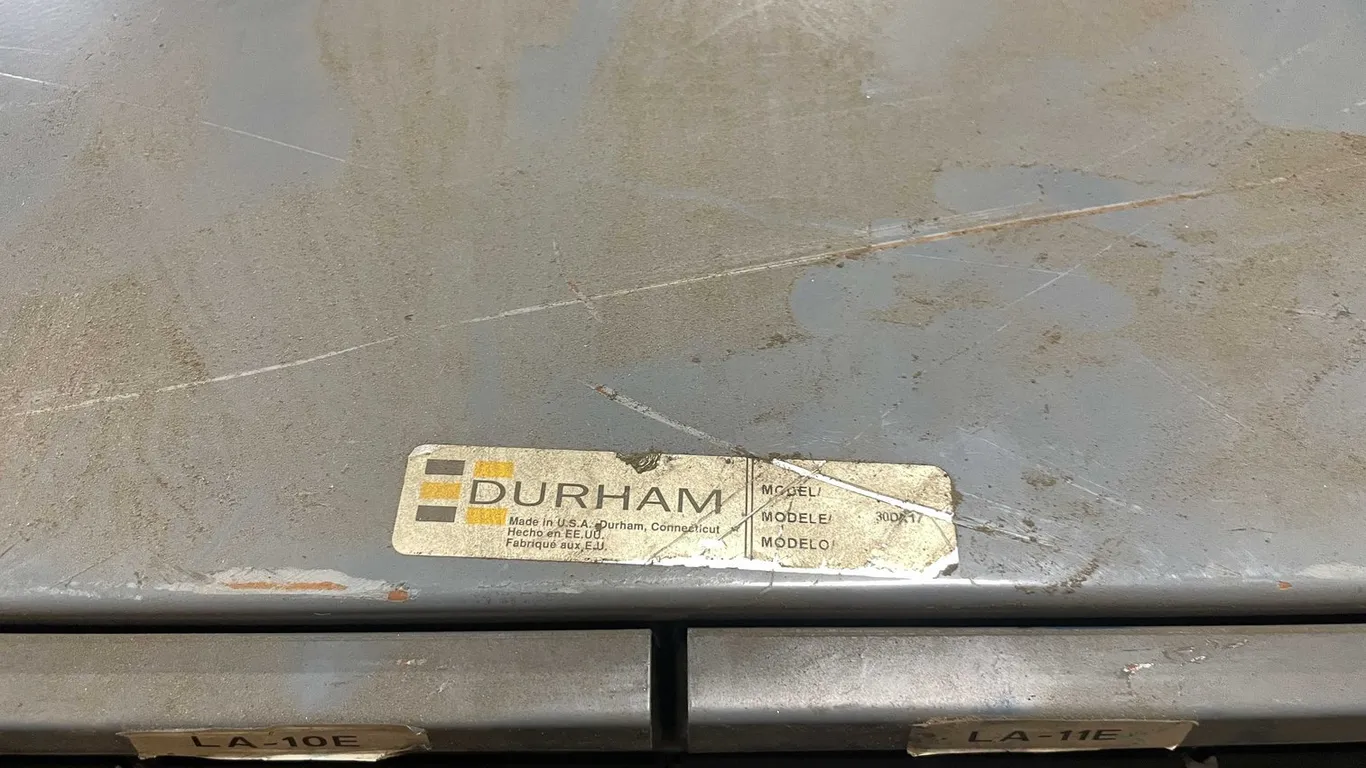 DURHAM
Made in U.S.A. Durham, Connecticut
Hecho en EE.UU.
Fabriqué aux E.U.
MODEL/
MODELE/
MODELO/
LA-10E
LA-11E